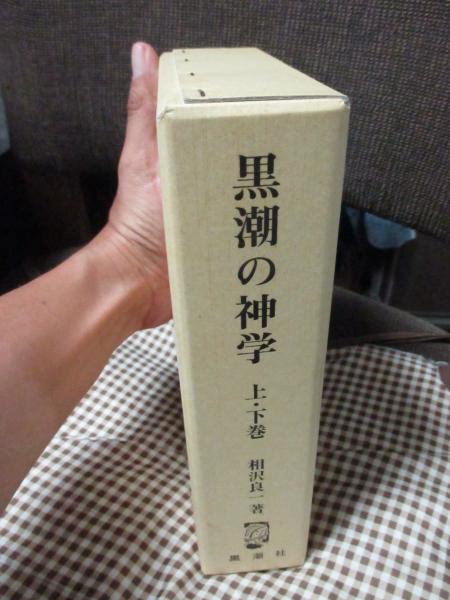 黒潮の神学
上・下巻
相沢良一著
黒潮社